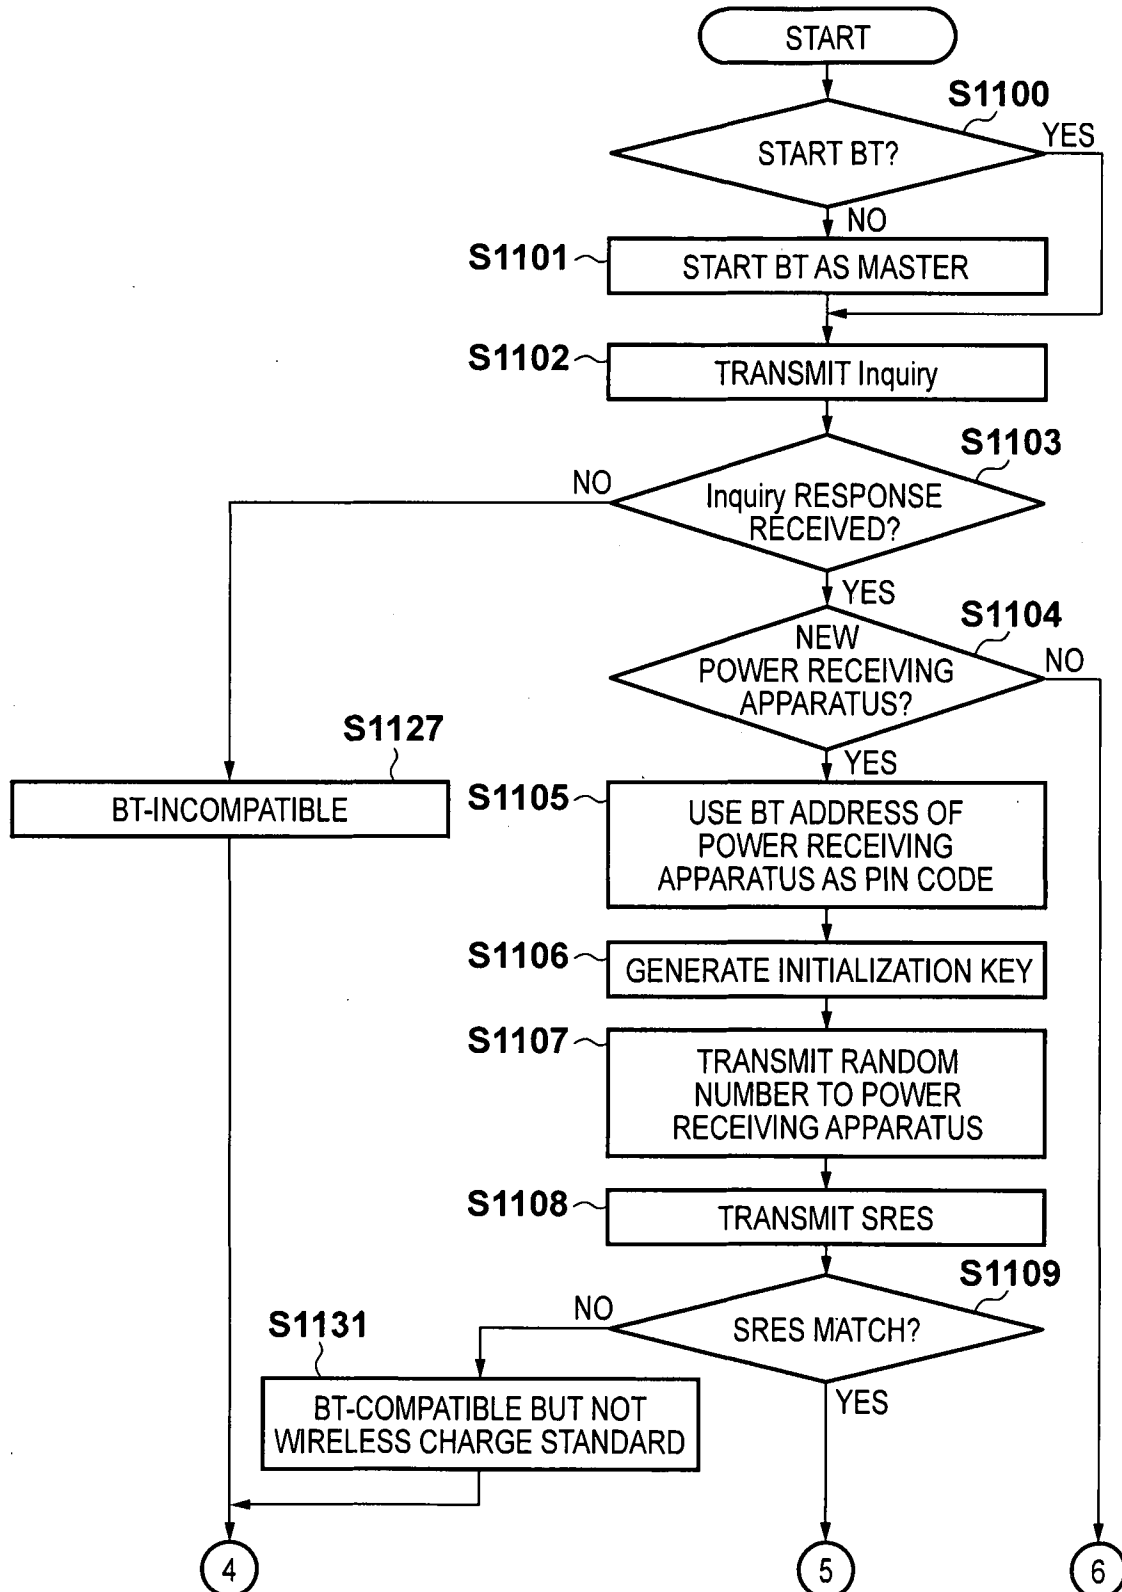 START
S1100
START BT?
YES
NO
S1101
START BT AS MASTER
S1102
TRANSMIT Inquiry
S1103
NO
Inquiry RESPONSE
RECEIVED?
YES
S1104
NEW
POWER RECEIVING
APPARATUS?
NO
YES
S1127
BT-INCOMPATIBLE
S1105
USE BT ADDRESS OF
POWER RECEIVING
APPARATUS AS PIN CODE
S1106
GENERATE INITIALIZATION KEY
S1107
TRANSMIT RANDOM
NUMBER TO POWER
RECEIVING APPARATUS
S1108
TRANSMIT SRES
S1109
NO
SRES MATCH?
YES
S1131
BT-COMPATIBLE BUT NOT
WIRELESS CHARGE STANDARD
4
5
6